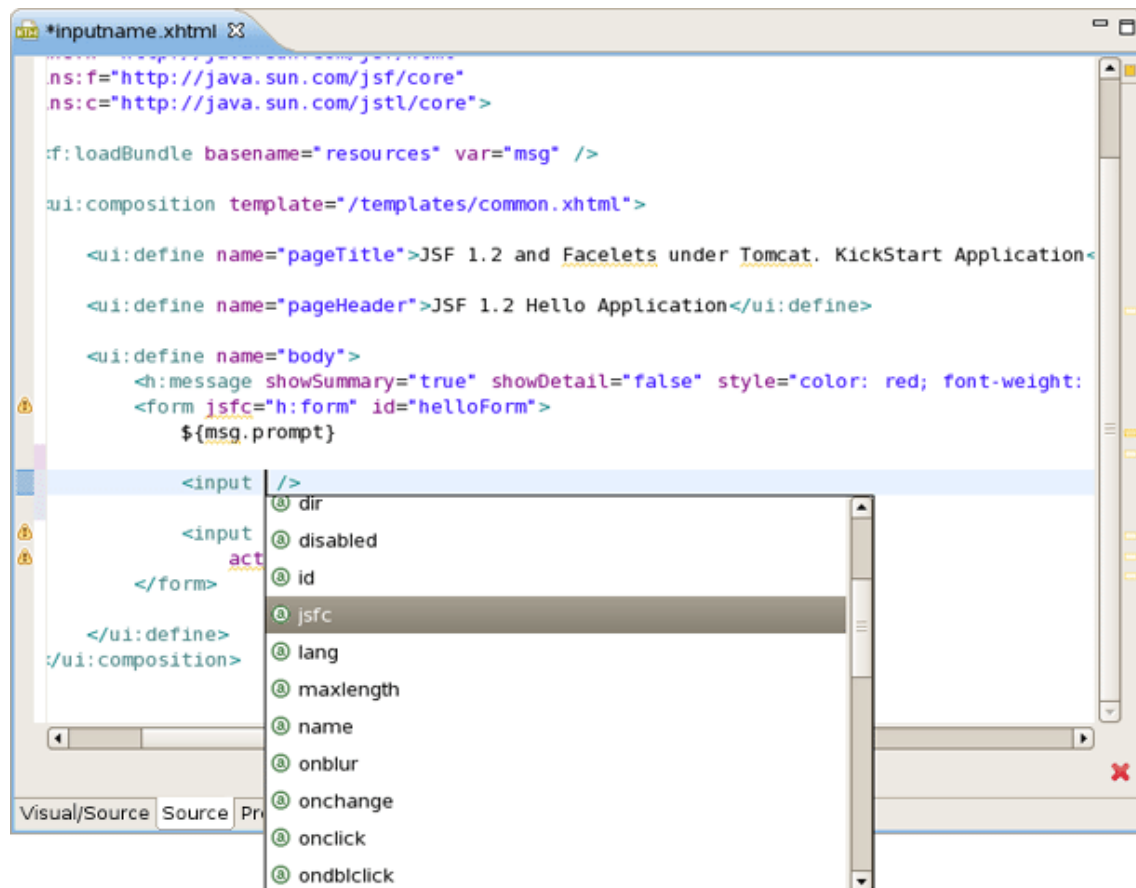 *inputname.xhtml
ns:f="http://java.sun.com/jsf/core"
ns:c="http://java.sun.com/jstl/core">
f:loadBundle basename="resources" var="msg" />
ui:composition template="/templates/common.xhtml">
<ui:define name="pageTitle">JSF 1.2 and Facelets under Tomcat. KickStart Application<
<ui:define name="pageHeader">JSF 1.2 Hello Application</ui:define>
<ui:define name="body">
<h:message showSummary="true" showDetail="false" style="color: red; font-weight:
<form jsfc="h:form" id="helloForm">
${msg.prompt}
<input />
<input
act
</form>
</ui:define>
/ui:composition>
dir
disabled
id
jsfc
lang
maxlength
name
onblur
onchange
onclick
ondblclick
Visual/Source Source Pr